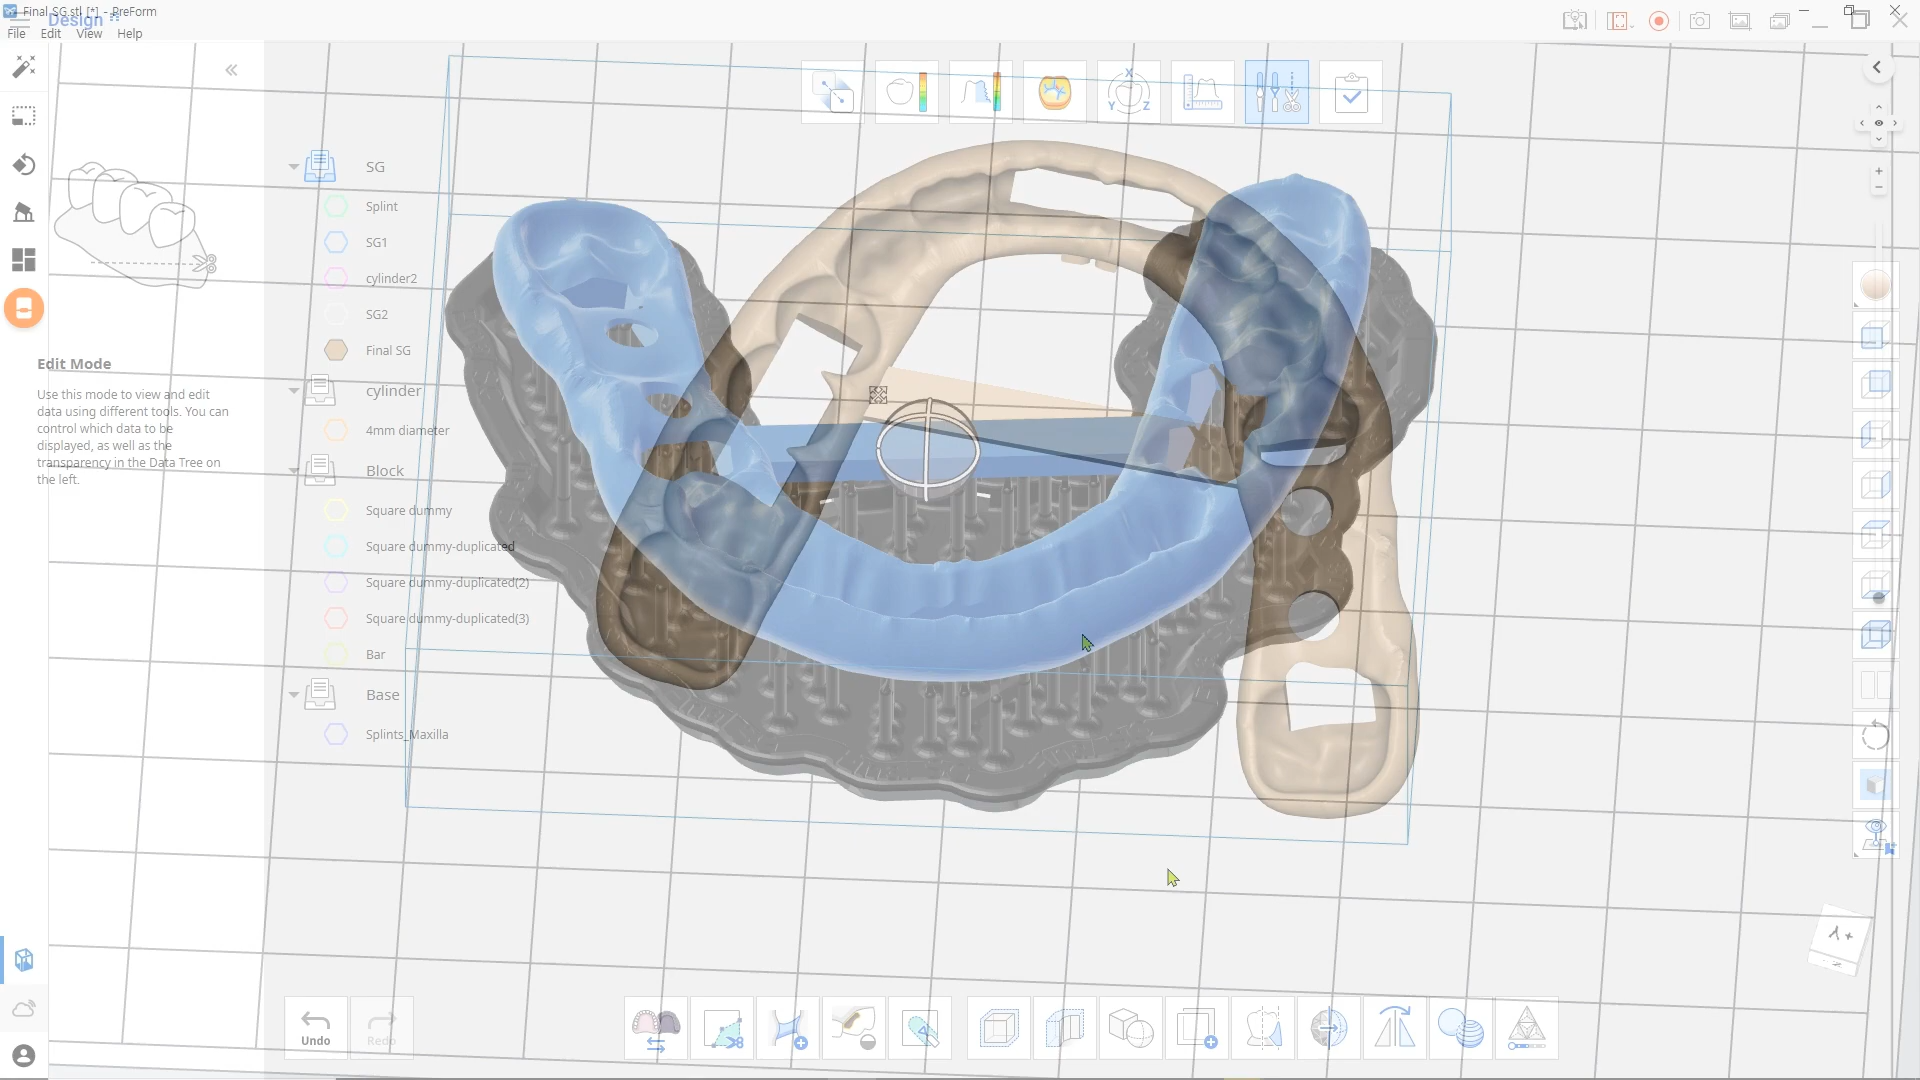 Final_SG.stl [*] - PreForm
Design
File Edit View Help
X
Y Z
SG
Splint
SG1
cylinder2
SG2
Final SG
cylinder
4mm diameter
Block
Square dummy
Square dummy-duplicated
Square dummy-duplicated(2)
Square dummy-duplicated(3)
Bar
Base
Splints_Maxilla
Edit Mode
Use this mode to view and edit
data using different tools. You can
control which data to be
displayed, as well as the
transparency in the Data Tree on
the left.
Undo
Redo